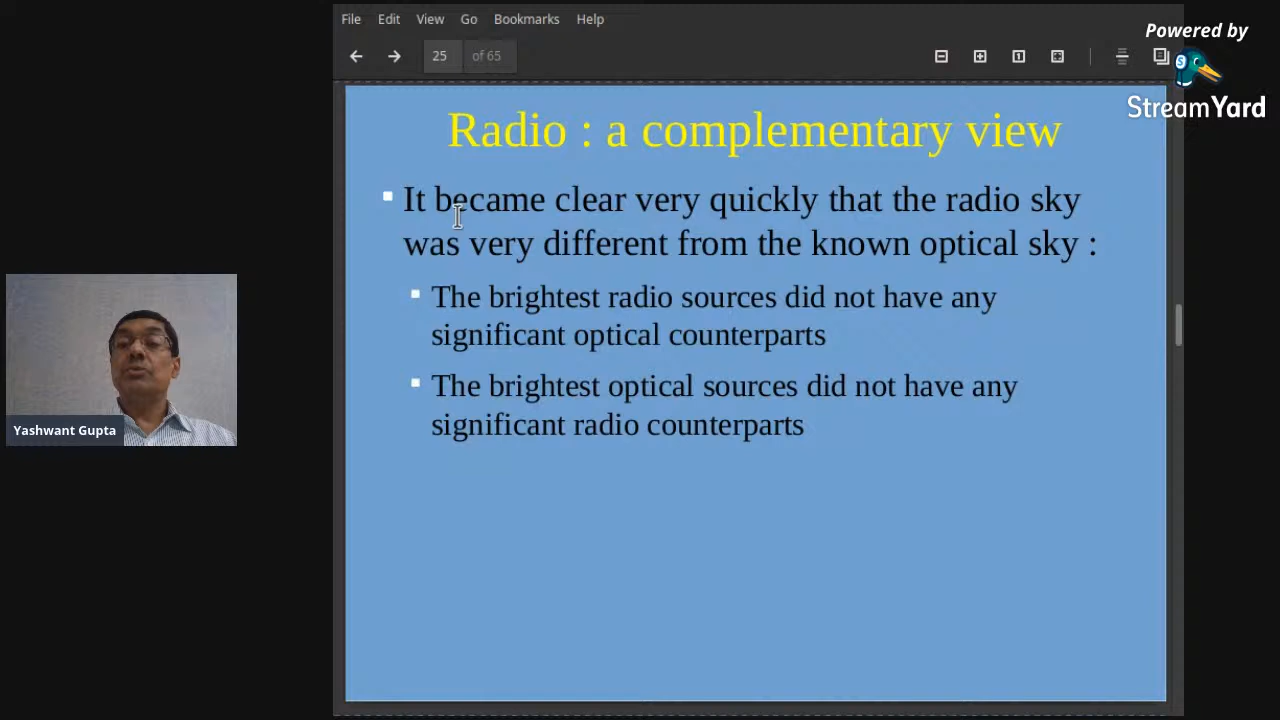 File Edit View Go Bookmarks Help
25 of 65
Powered by
StreamYard
Radio : a complementary view
It became clear very quickly that the radio sky
was very different from the known optical sky :
The brightest radio sources did not have any
significant optical counterparts
The brightest optical sources did not have any
significant radio counterparts
Yashwant Gupta